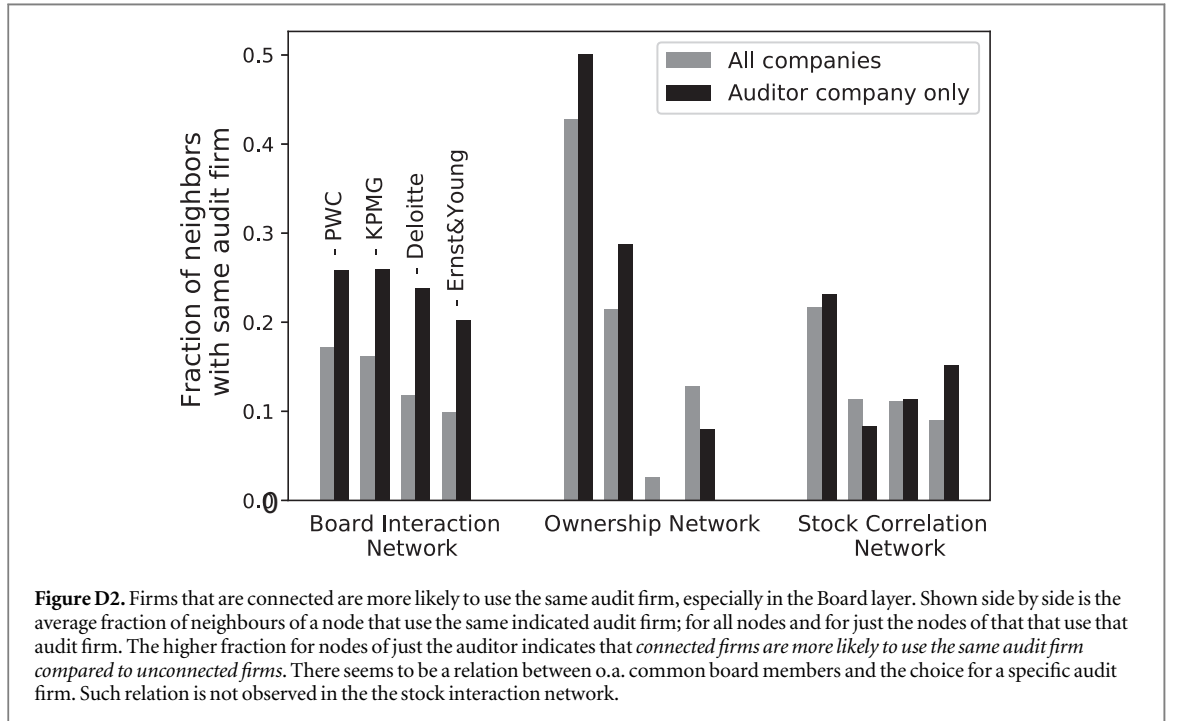 0.5
0.4
0.3
0.2
0.1
0.0
0
Fraction of neighbors
with same audit firm
All companies
Auditor company only
- PWC
- KPMG
- Deloitte
- Ernst&Young
Board Interaction
Network
Ownership Network
Stock Correlation
Network
Figure D2. Firms that are connected are more likely to use the same audit firm, especially in the Board layer. Shown side by side is the
average fraction of neighbours of a node that use the same indicated audit firm; for all nodes and for just the nodes of that that use that
audit firm. The higher fraction for nodes of just the auditor indicates that connected firms are more likely to use the same audit firm
compared to unconnected firms. There seems to be a relation between o.a. common board members and the choice for a specific audit
firm. Such relation is not observed in the the stock interaction network.